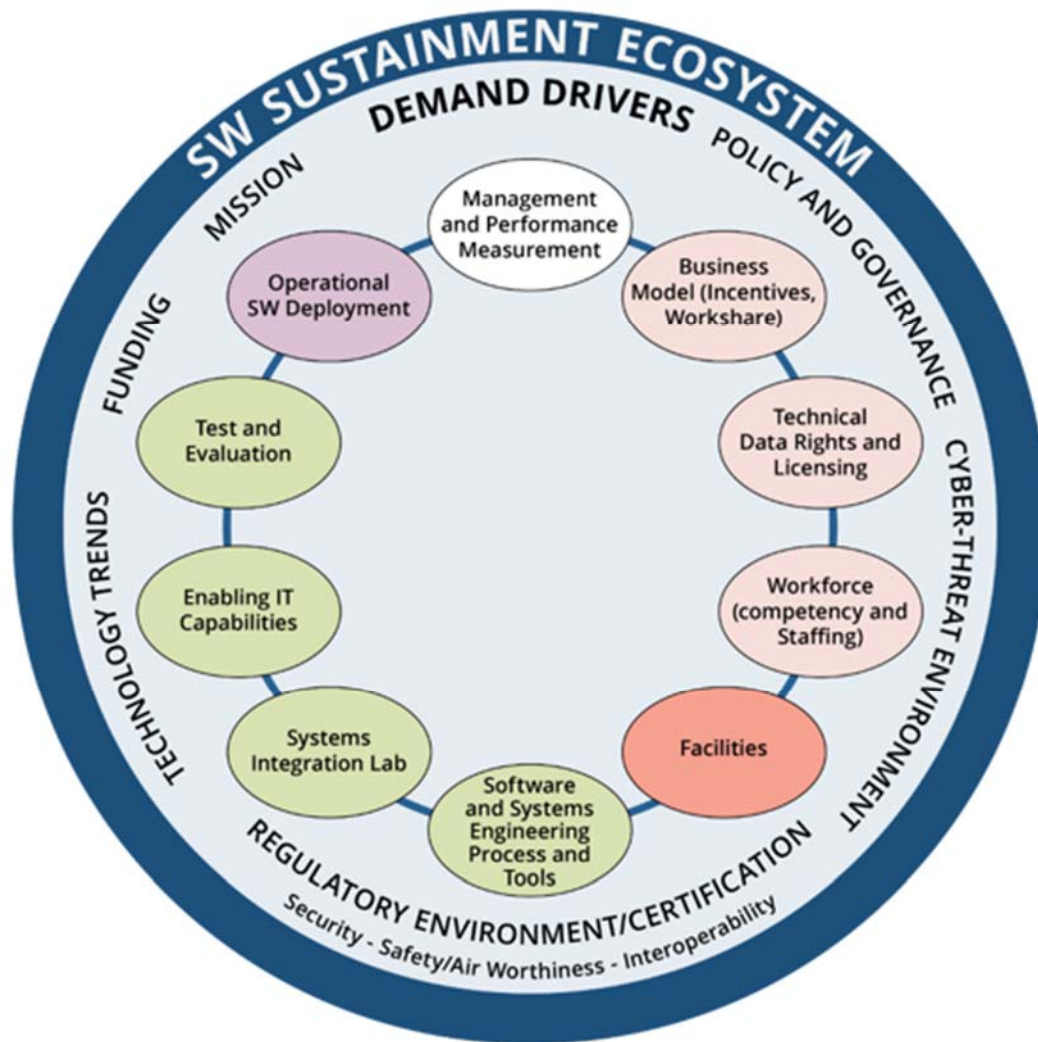 SW SUSTAINMENT ECOSYSTEM
DEMAND DRIVERS
MISSION
POLICY AND GOVERNANCE
FUNDING
CYBER-THREAT ENVIRONMENT
TECHNOLOGY TRENDS
Management
and Performance
Measurement
Business
Model (Incentives,
Workshare)
Technical
Data Rights and
Licensing
Workforce
(competency and
Staffing)
Facilities
Software
and Systems
Engineering
Process and
Tools
Systems
Integration Lab
Enabling IT
Capabilities
Test and
Evaluation
Operational
SW Deployment
REGULATORY ENVIRONMENT/CERTIFICATION
Security - Safety/Air Worthiness - Interoperability